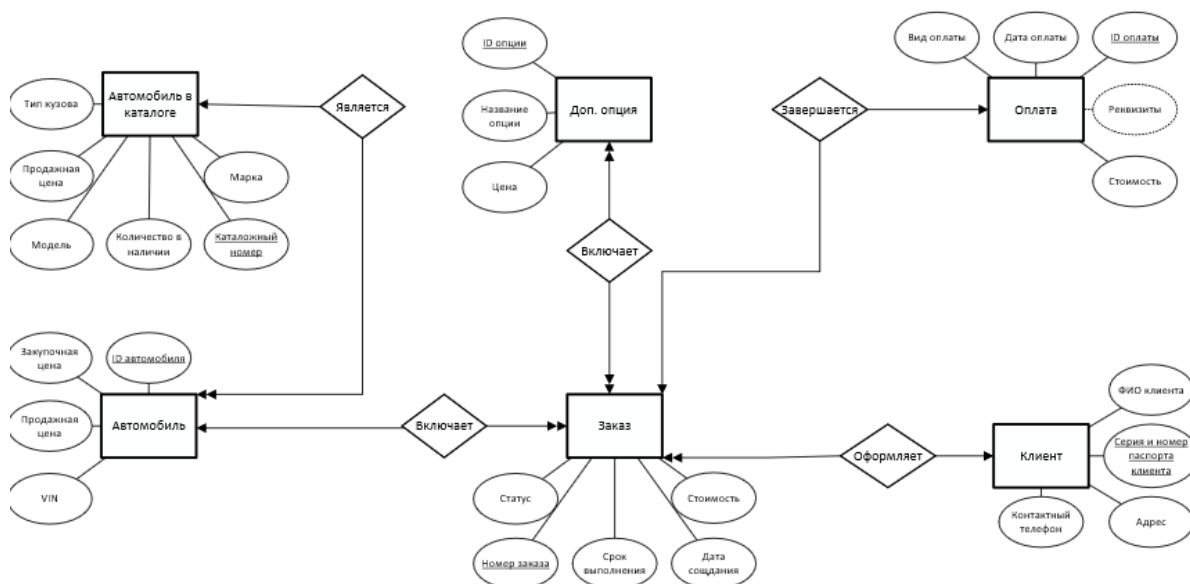 ID опции
Вид оплаты
Дата оплаты
ID оплаты
Тип кузова
Автомобиль в
каталоге
Является
Название
опции
Доп. опция
Завершается
Оплата
Реквизиты
Продажная
цена
Марка
Цена
Стоимость
Модель
Количество в
наличии
Каталожный
номер
Включает
Закупочная
цена
ID автомобиля
Продажная
цена
Автомобиль
Включает
Заказ
ФИО клиента
Оформляет
Клиент
Серия и номер
паспорта
клиента
VIN
Статус
Стоимость
Контактный
телефон
Адрес
Номер заказа
Срок
выполнения
Дата
сощдания